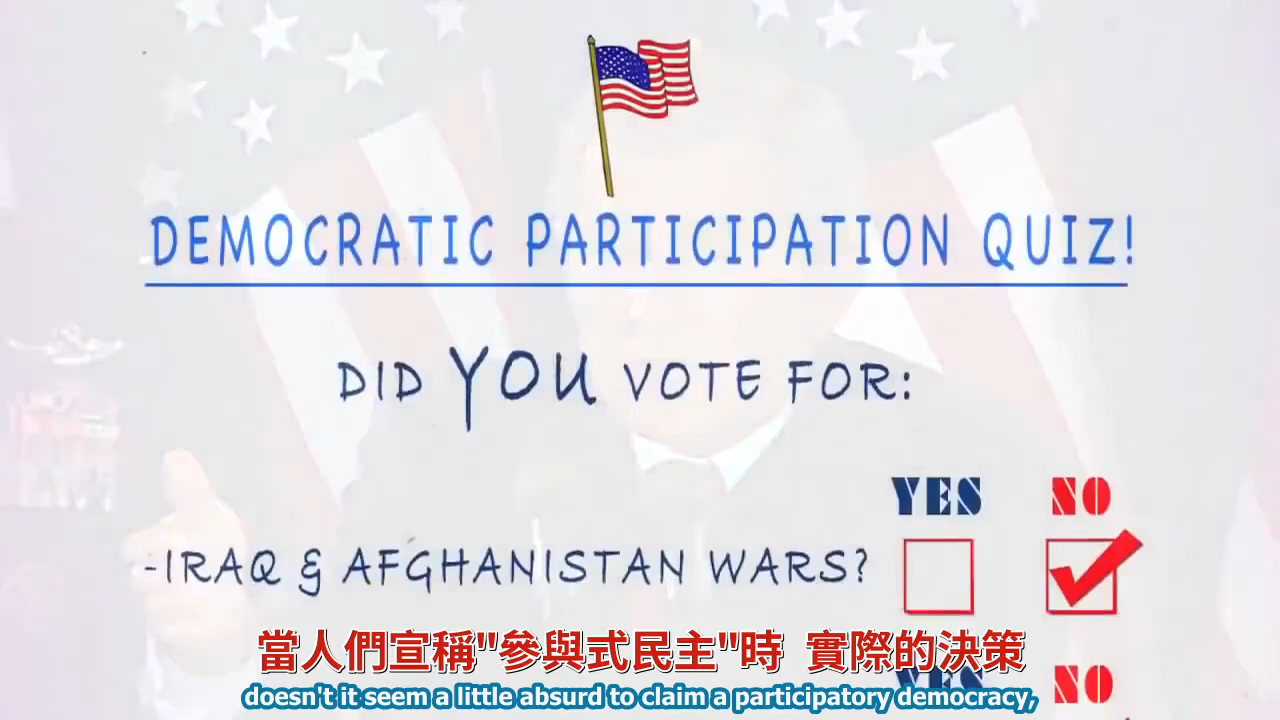 DEMOCRATIC PARTICIPATION QUIZ!
DID YOU VOTE FOR:
YES NO
-IRAQ & AFGHANISTAN WARS?
當人們宣稱"參與式民主"時 實際的決策
YES NO
doesn't it seem a little absurd to claim a participatory democracy,